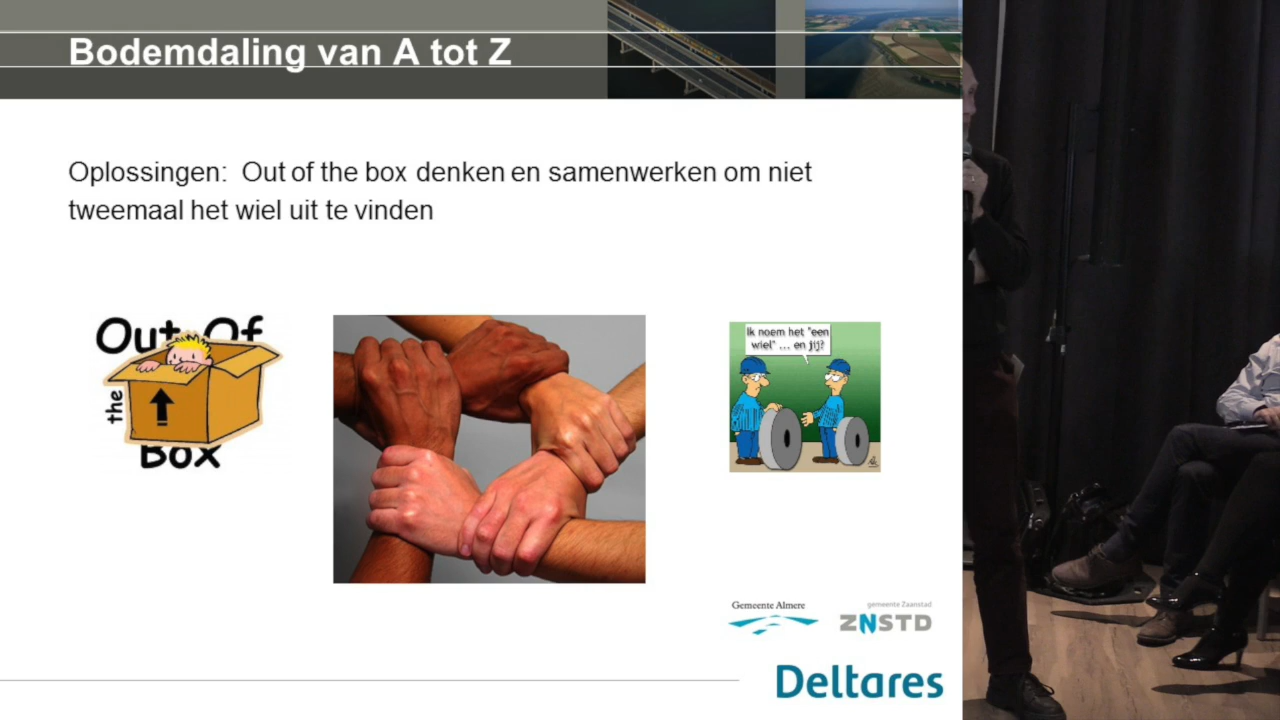 Bodemdaling van A tot Z
Oplossingen: Out of the box denken en samenwerken om niet
tweemaal het wiel uit te vinden
Out Of
the
Box
Ik noem het "een
wiel" ... en jij?
Gemeente Almere
gemeente Zaanstad
ZNSTD
Deltares